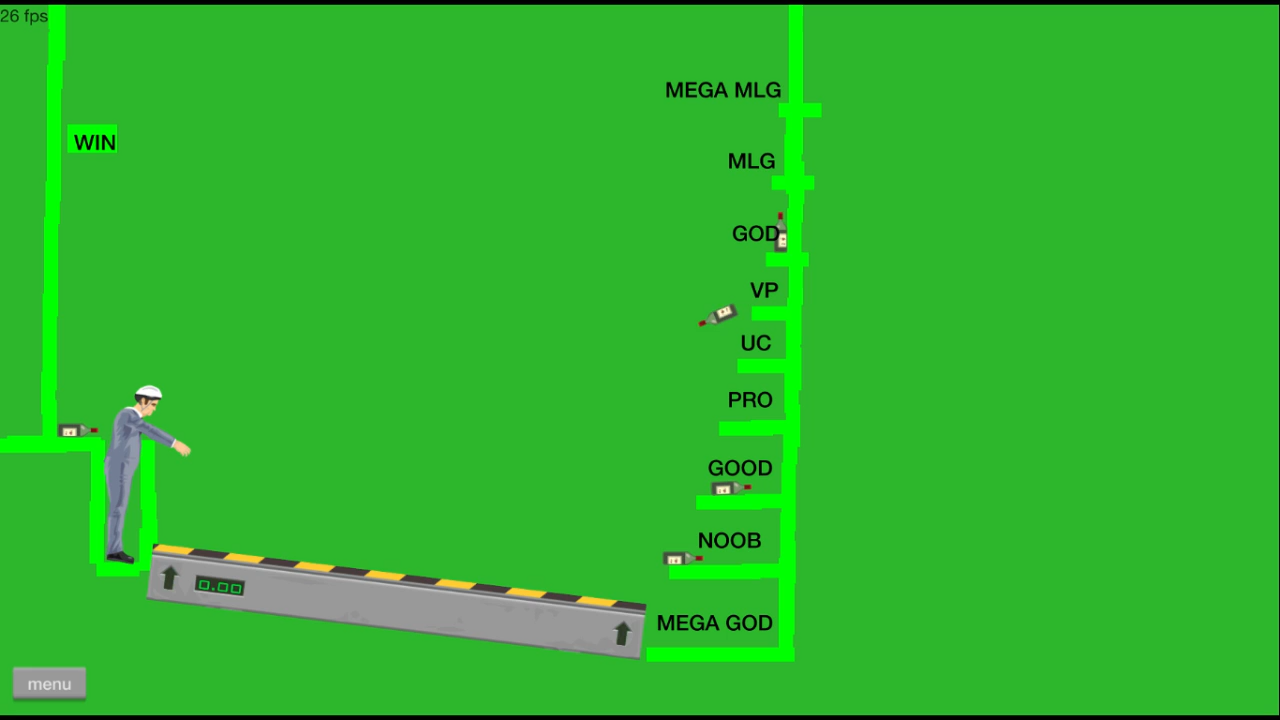 26 fps
MEGA MLG
WIN
MLG
GOD
VP
UC
PRO
GOOD
NOOB
0.00
MEGA GOD
menu